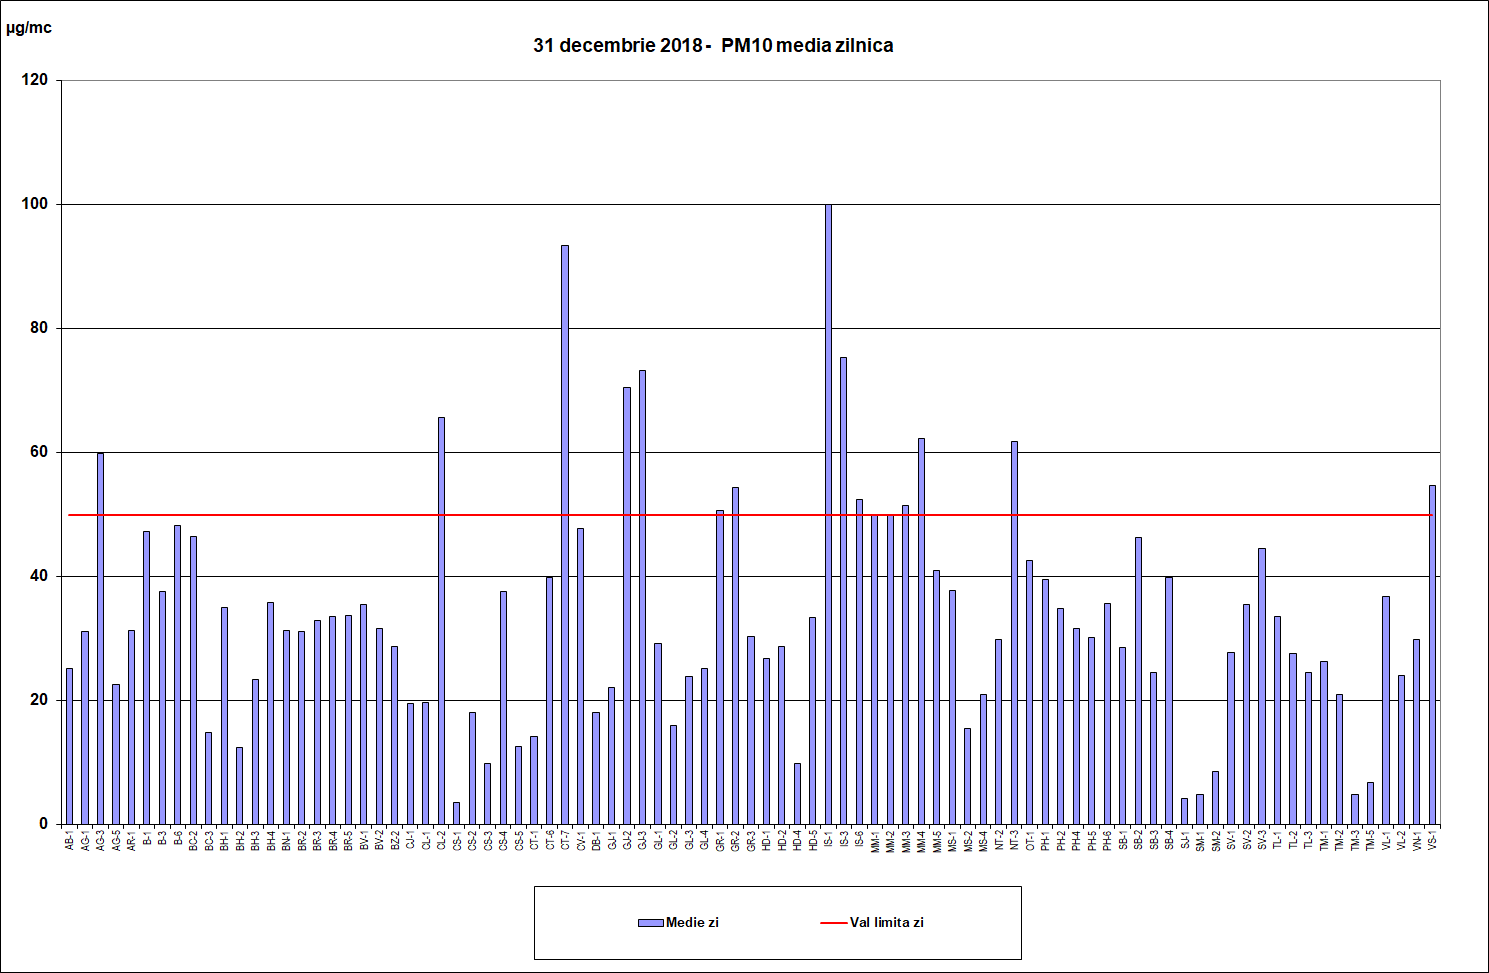 µg/mc
31 decembrie 2018 - PM10 media zilnica
120
100
80
60
40
20
0
AB-1 AG-1 AG-3 AG-5 AR-1 B-1 B-3 B-6 BC-2 BC-3 BH-1 BH-2 BH-3 BH-4 BN-1 BR-2 BR-3 BR-4 BR-5 BV-1 BV-2 BZ-2 CJ-1 CL-1 CL-2 CS-1 CS-2 CS-3 CS-4 CS-5 CT-1 CT-6 CT-7 CV-1 DB-1 GJ-1 GJ-2 GJ-3 GL-1 GL-2 GL-3 GL-4 GR-1 GR-2 GR-3 HD-1 HD-2 HD-4 HD-5 IS-1 IS-3 IS-6 MM-1 MM-2 MM-3 MM-4 MM-5 MS-1 MS-2 MS-4 NT-2 NT-3 OT-1 PH-1 PH-2 PH-4 PH-5 PH-6 SB-1 SB-2 SB-3 SB-4 SJ-1 SM-1 SM-2 SV-1 SV-2 SV-3 TL-1 TL-2 TL-3 TM-1 TM-2 TM-3 TM-5 VL-1 VL-2 VN-1 VS-1
Medie zi
Val limita zi